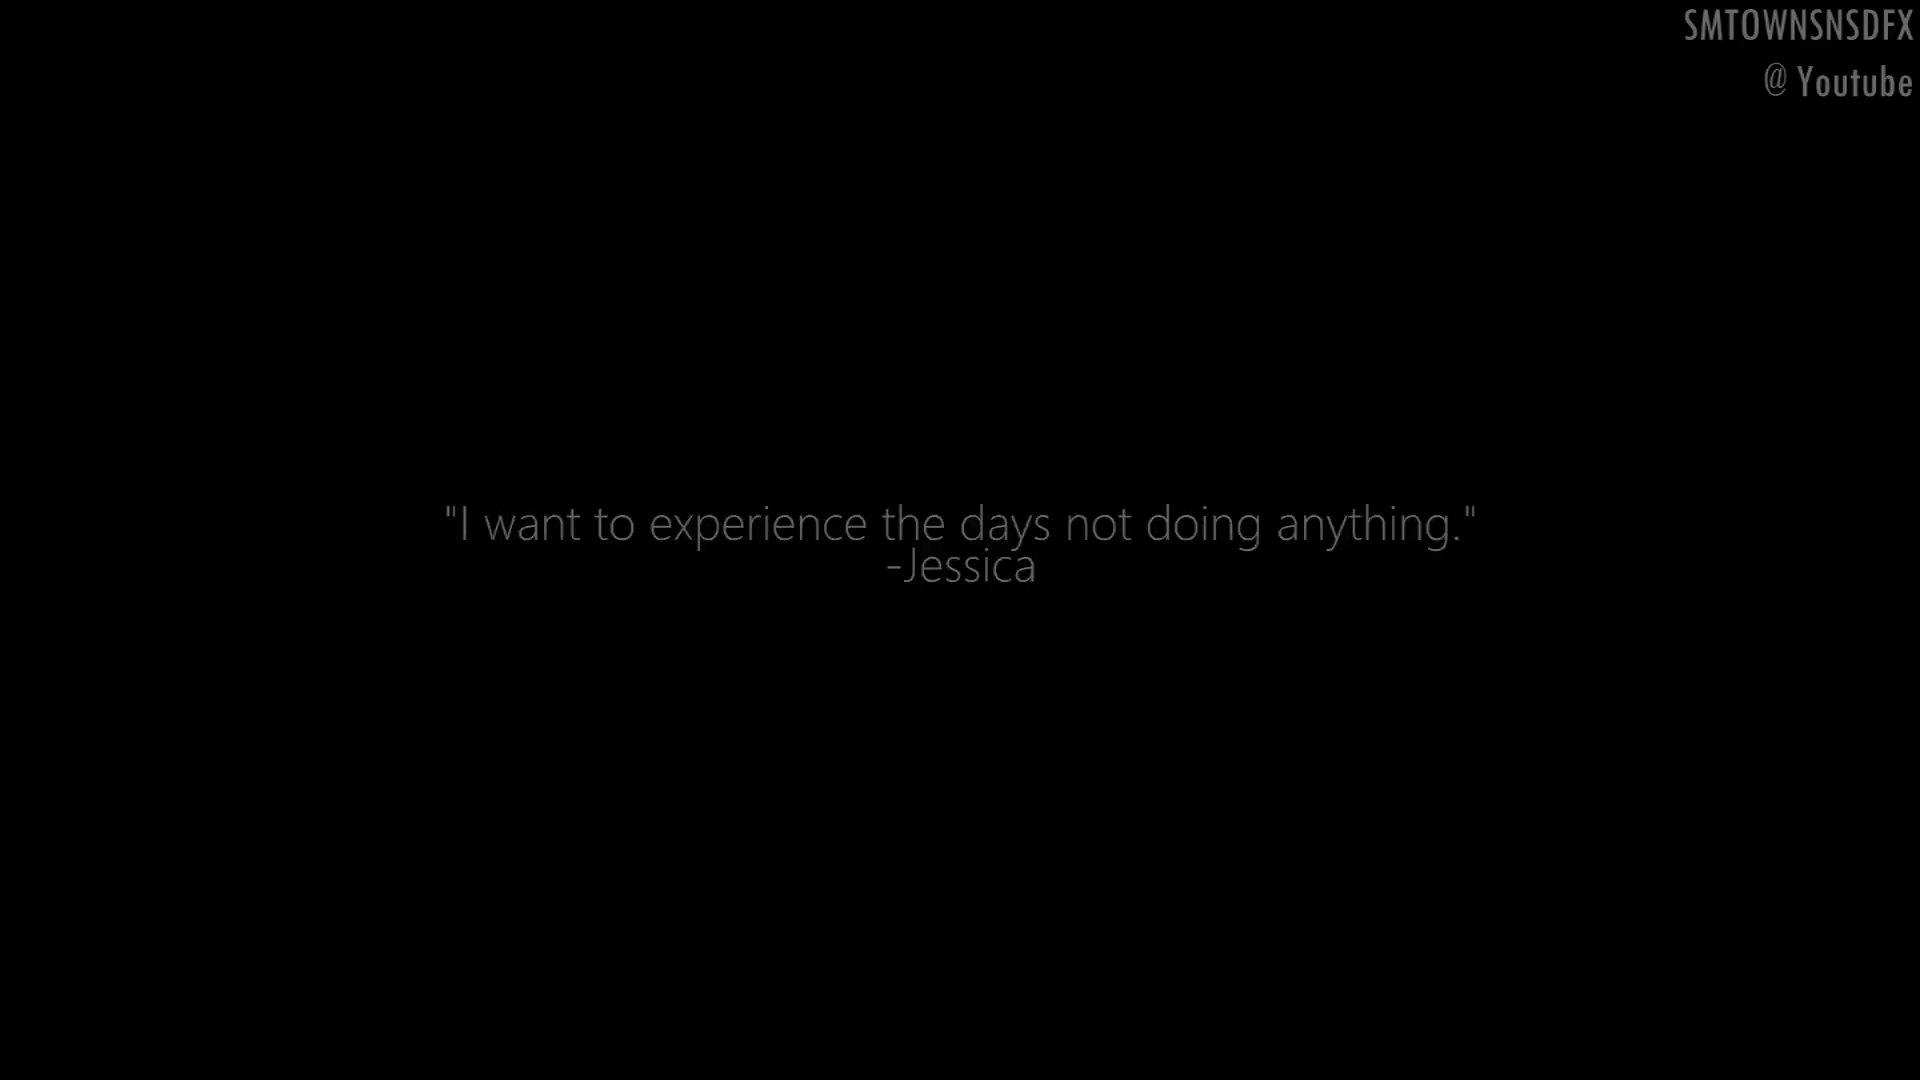 SMTOWNSNSDFX
@ Youtube
"I want to experience the days not doing anything."
-Jessica